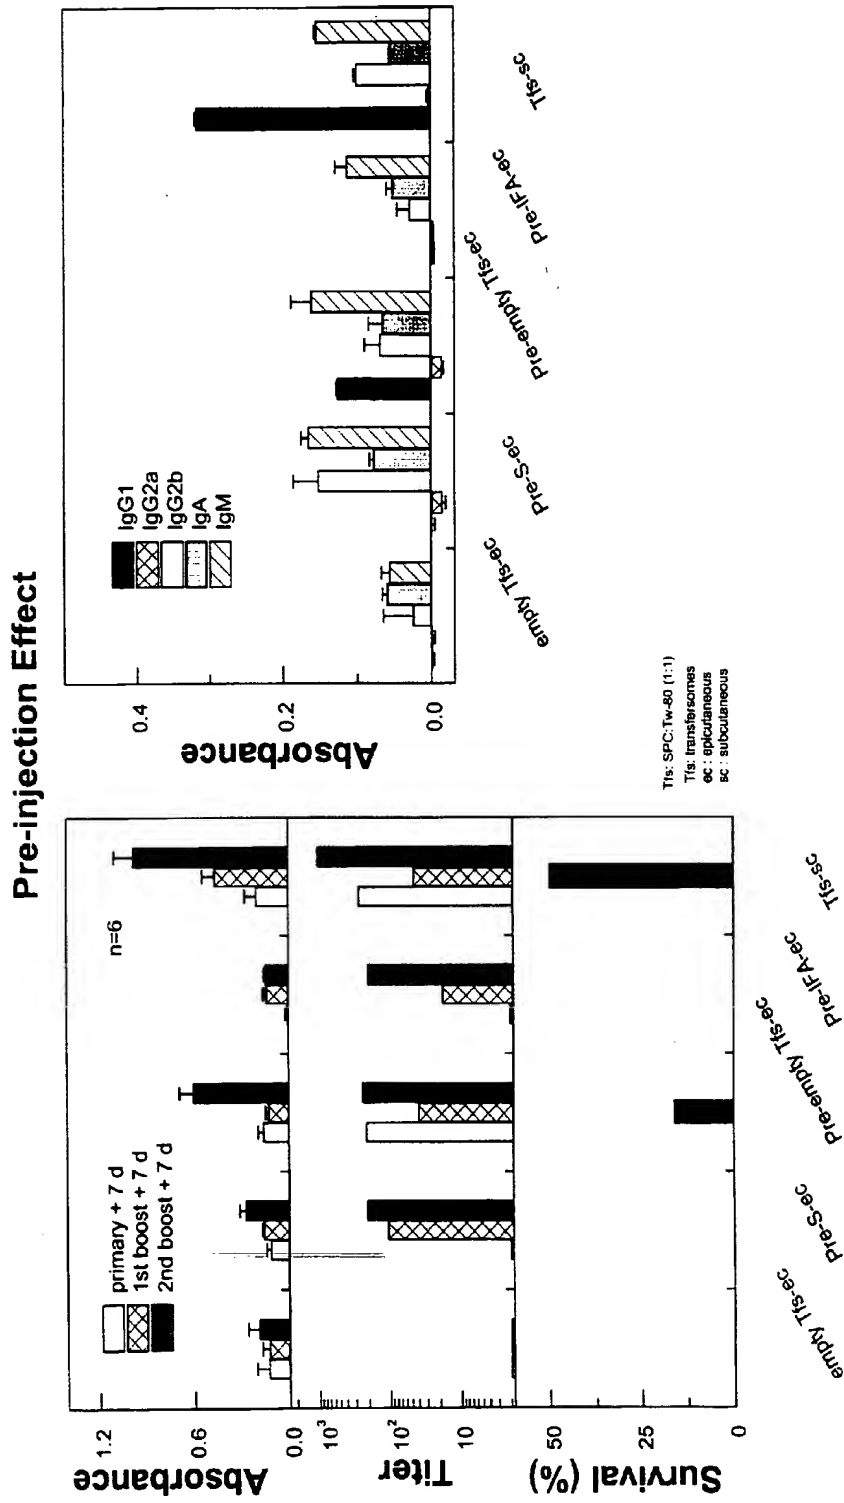 Pre-injection Effect
Absorbance
1.2
0.6
0.0
primary + 7 d
1st boost + 7 d
2nd boost + 7 d
n=6
Titer
10³
10²
10
Survival (%)
50
0
empty Tfs-ec
Pre-S-ec
Pre-empty Tfs-ec
Pre-IFA-ec
Tfs-sc
Tfs: SPC:Tw-80 (1:1)
Tfs: transfersomes
ec : epicutaneous
sc : subcutaneous
Absorbance
0.4
0.2
0.0
IgG1
IgG2a
IgG2b
IgA
IgM
empty Tfs-ec
Pre-S-ec
Pre-empty Tfs-ec
Pre-IFA-ec
Tfs-sc